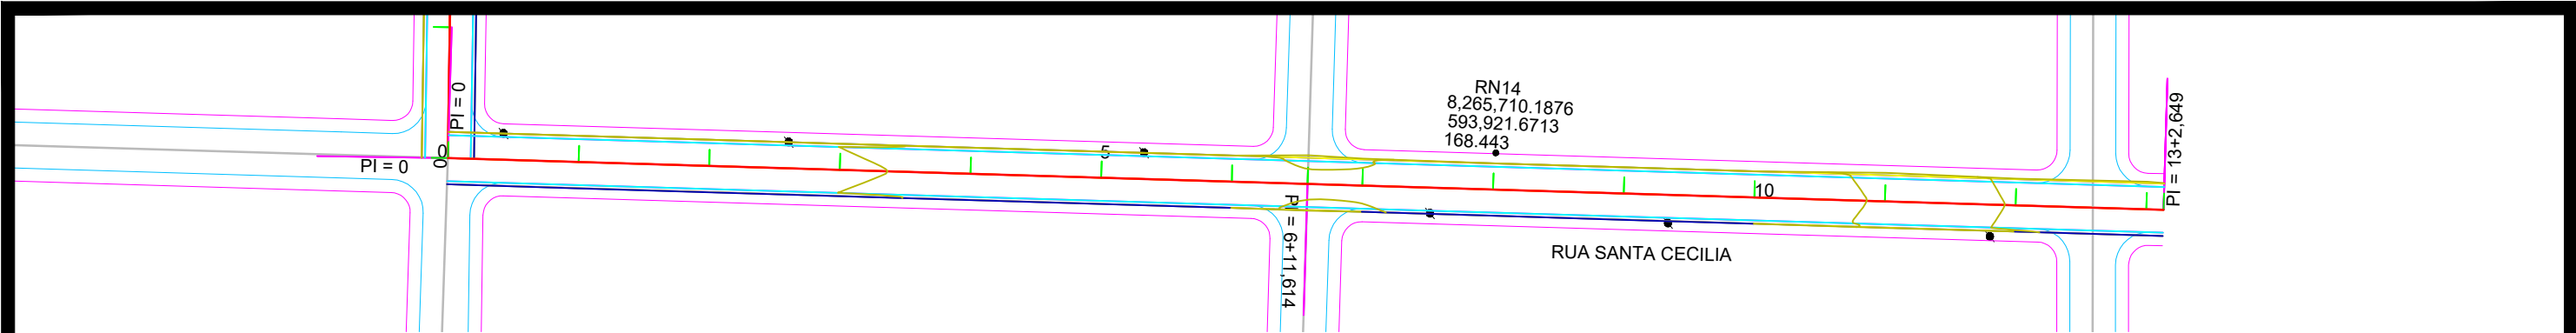 PI = 0
0
0
PI = 0
5
RN14
8,265,710.1876
593,921.6713
168.443
PI = 6+11,614
10
RUA SANTA CECILIA
PI = 13+2,649